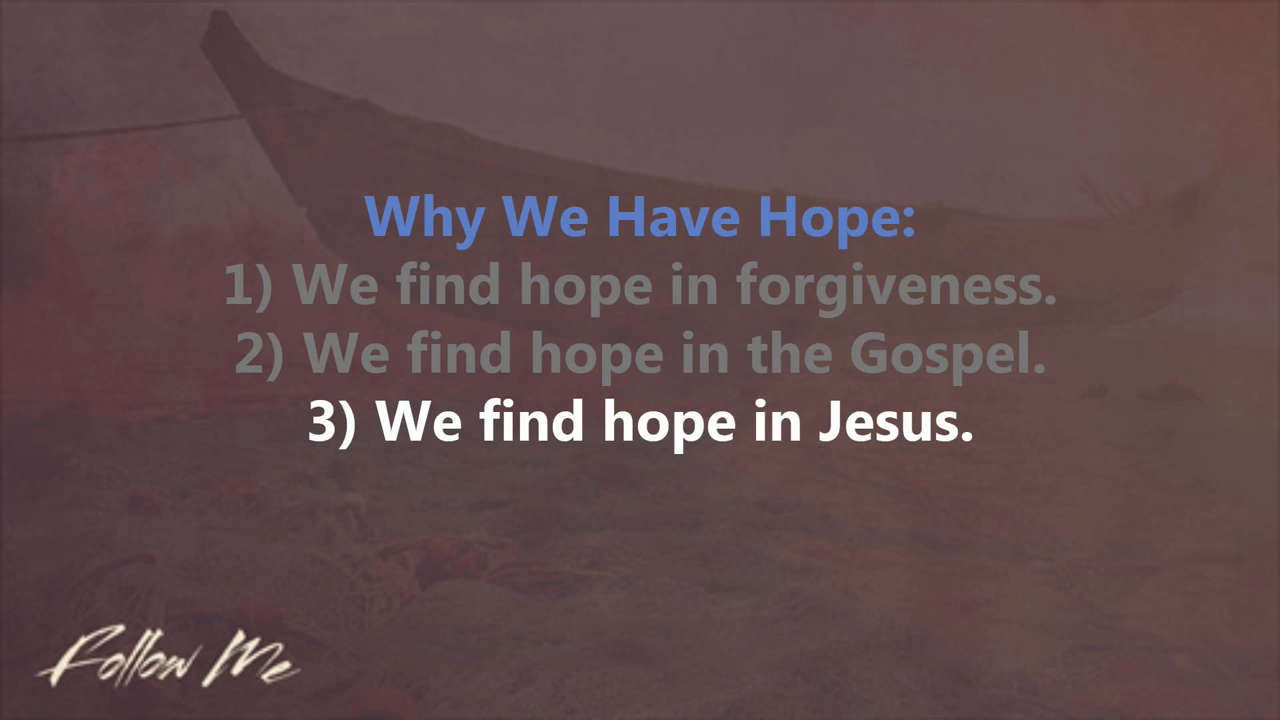 Why We Have Hope:
1) We find hope in forgiveness.
2) We find hope in the Gospel.
3) We find hope in Jesus.
Follow Me